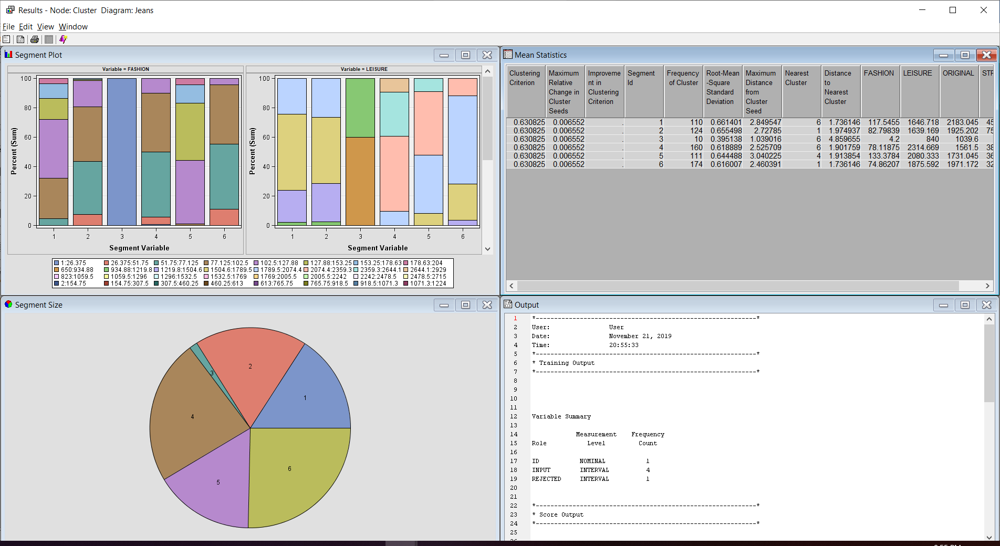 Results - Node: Cluster Diagram: Jeans
File Edit View Window
Segment Plot
Variable = FASHION
Variable = LEISURE
100
80
60
40
20
0
Percent (Sum)
1 2 3 4 5 6
Segment Variable
100
80
60
40
20
0
Percent (Sum)
1 2 3 4 5 6
Segment Variable
1:26.375 26.375:51.75 51.75:77.125 77.125:102.5 102.5:127.88 127.88:153.25 153.25:178.63 178.63:204
650:934.88 934.88:1219.8 1219.8:1504.6 1504.6:1789.5 1789.5:2074.4 2074.4:2359.3 2359.3:2644.1 2644.1:2929
823:1059.5 1059.5:1296 1296:1532.5 1532.5:1769 1769:2005.5 2005.5:2242 2242:2478.5 2478.5:2715
2:154.75 154.75:307.5 307.5:460.25 460.25:613 613:765.75 765.75:918.5 918.5:1071.3 1071.3:1224
Mean Statistics
Clustering Criterion Maximum Relative Change in Cluster Seeds Improveme nt in Clustering Criterion Segment Id Frequency of Cluster Root-Mean -Square Standard Deviation Maximum Distance from Cluster Seed Nearest Cluster Distance to Nearest Cluster FASHION LEISURE ORIGINAL STR
0.630825 0.006552 . 1 110 0.661401 2.849547 6 1.736146 117.5455 1646.718 2183.045 45
0.630825 0.006552 . 2 124 0.655498 2.72785 1 1.974937 82.79839 1639.169 1925.202 75
0.630825 0.006552 . 3 10 0.395138 1.039016 6 4.859655 4.2 840 1039.6
0.630825 0.006552 . 4 160 0.618889 2.525709 6 1.901759 78.11875 2314.669 1561.5 38
0.630825 0.006552 . 5 111 0.644488 3.040225 4 1.913854 133.3784 2080.333 1731.045 36
0.630825 0.006552 . 6 174 0.616007 2.460391 1 1.736146 74.86207 1875.592 1971.172 32
Segment Size
2
3
1
4
6
5
Output
1 *------------------------------------------------------------*
2 User: User
3 Date: November 21, 2019
4 Time: 20:55:33
5 *------------------------------------------------------------*
6 * Training Output
7 *------------------------------------------------------------*
8
9
10
11
12 Variable Summary
13
14 Measurement Frequency
15 Role Level Count
16
17 ID NOMINAL 1
18 INPUT INTERVAL 4
19 REJECTED INTERVAL 1
20
21
22 *------------------------------------------------------------*
23 * Score Output
24 *------------------------------------------------------------*
25